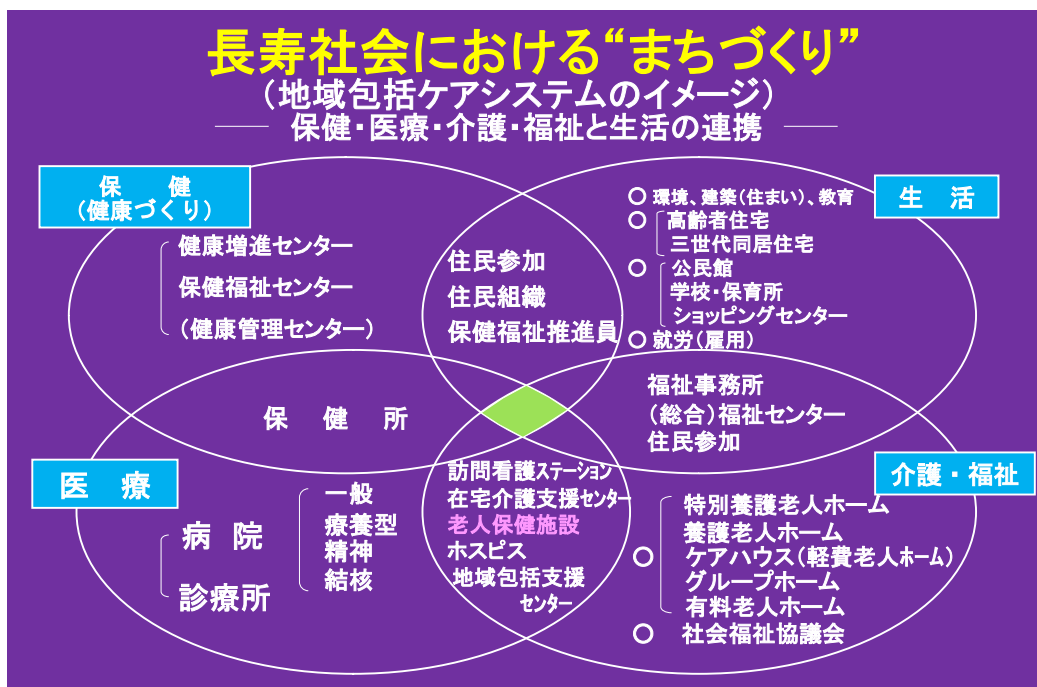 長寿社会における“まちづくり”
（地域包括ケアシステムのイメージ）
保健・医療・介護・福祉と生活の連携
保　健
（健康づくり）
健康増進センター
保健福祉センター
（健康管理センター）
住民参加
住民組織
保健福祉推進員
生　活
○ 環境、建築（住まい）、教育
○ 高齢者住宅
三世代同居住宅
○ 公民館
学校・保育所
ショッピングセンター
○ 就労（雇用）
保　健　所
福祉事務所
（総合）福祉センター
住民参加
医　療
病　院
診療所
一般
療養型
精神
結核
訪問看護ステーション
在宅介護支援センター
老人保健施設
ホスピス
地域包括支援
センター
介護・福祉
特別養護老人ホーム
養護老人ホーム
○ ケアハウス（軽費老人ホーム）
グループホーム
有料老人ホーム
○ 社会福祉協議会